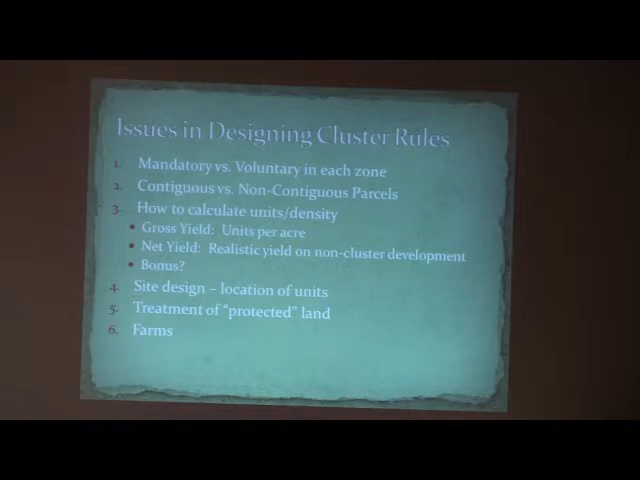 Issues in Designing Cluster Rules
1. Mandatory vs. Voluntary in each zone
2. Contiguous vs. Non-Contiguous Parcels
3. How to calculate units/density
• Gross Yield: Units per acre
• Net Yield: Realistic yield on non-cluster development
• Bonus?
4. Site design – location of units
5. Treatment of “protected” land
6. Farms